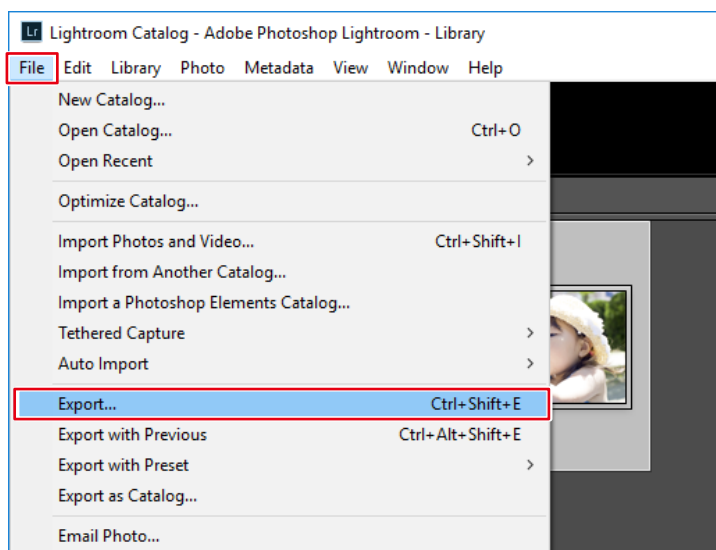 Lr Lightroom Catalog - Adobe Photoshop Lightroom - Library
File Edit Library Photo Metadata View Window Help
New Catalog...
Open Catalog... Ctrl+O
Open Recent
Optimize Catalog...
Import Photos and Video... Ctrl+Shift+I
Import from Another Catalog...
Import a Photoshop Elements Catalog...
Tethered Capture
Auto Import
Export... Ctrl+Shift+E
Export with Previous Ctrl+Alt+Shift+E
Export with Preset
Export as Catalog...
Email Photo...